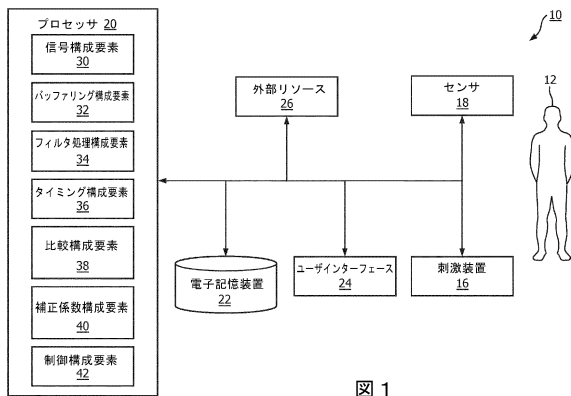 プロセッサ 20
信号構成要素
30
バッファリング構成要素
32
フィルタ処理構成要素
34
タイミング構成要素
36
比較構成要素
38
補正係数構成要素
40
制御構成要素
42
10
外部リソース
26
センサ
18
12
電子記憶装置
22
ユーザインターフェース
24
刺激装置
16
図1